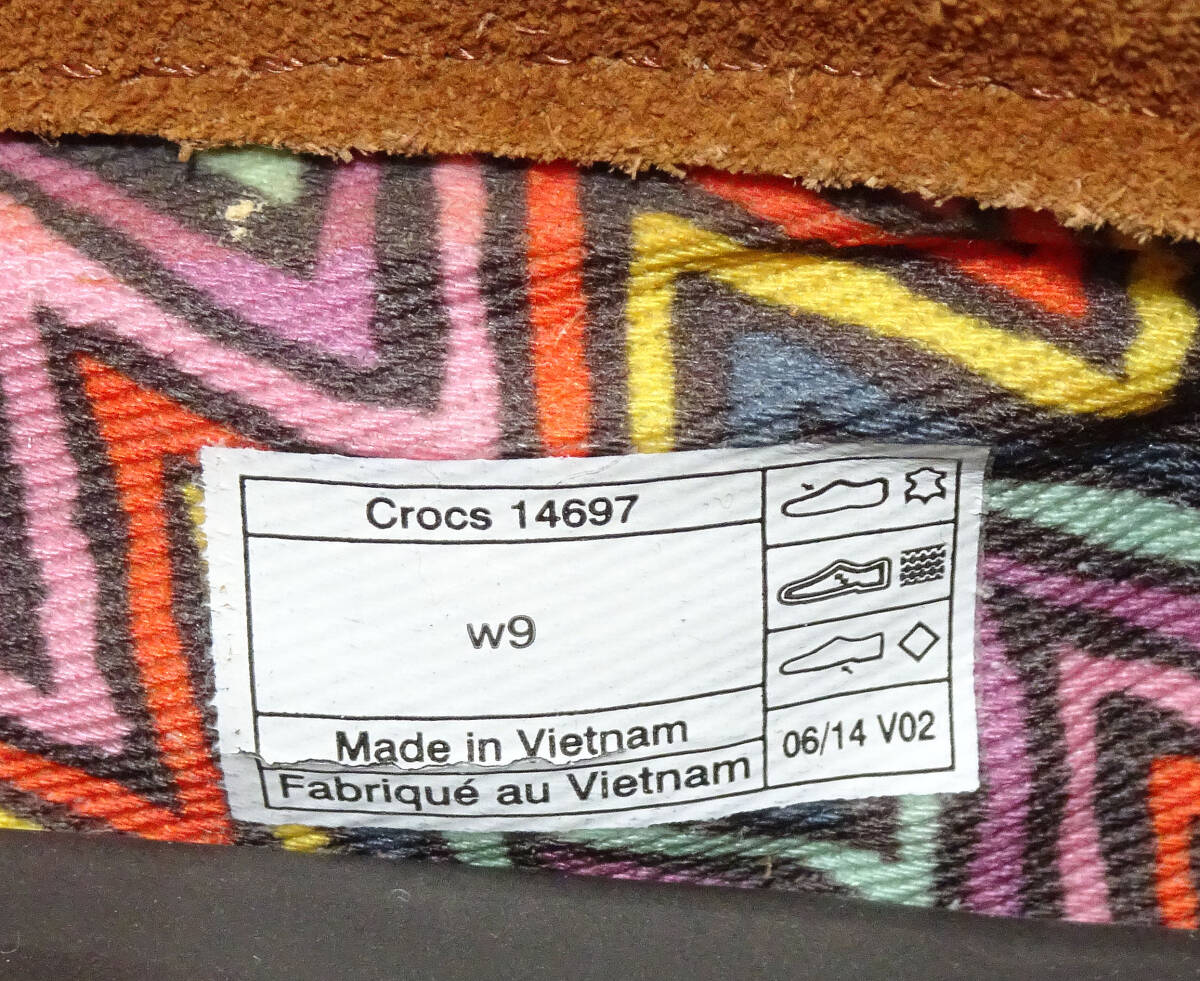 Crocs 14697
w9
Made in Vietnam
Fabriqué au Vietnam
06/14 V02